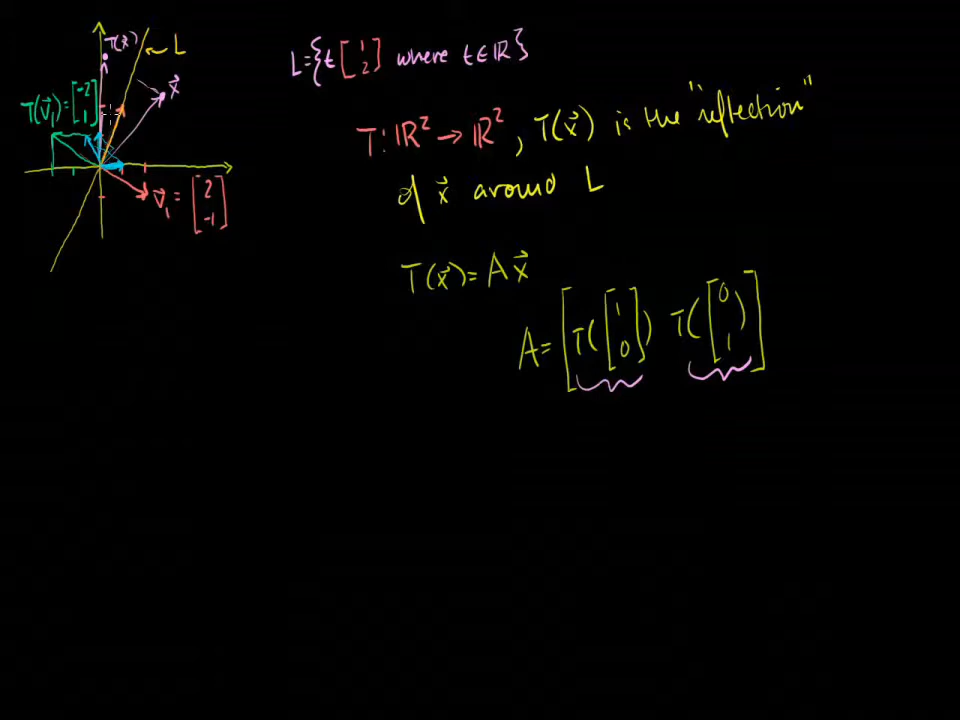 T(x⃗)
L
x⃗
T(v⃗₁) = [-2 1]
v⃗₁ = [2 -1]
L = {t [1 2] where t ∈ ℝ}
T: ℝ² → ℝ², T(x⃗) is the "reflection"
of x⃗ around L
T(x⃗) = A x⃗
A = [T([1 0]) T([0 1])]